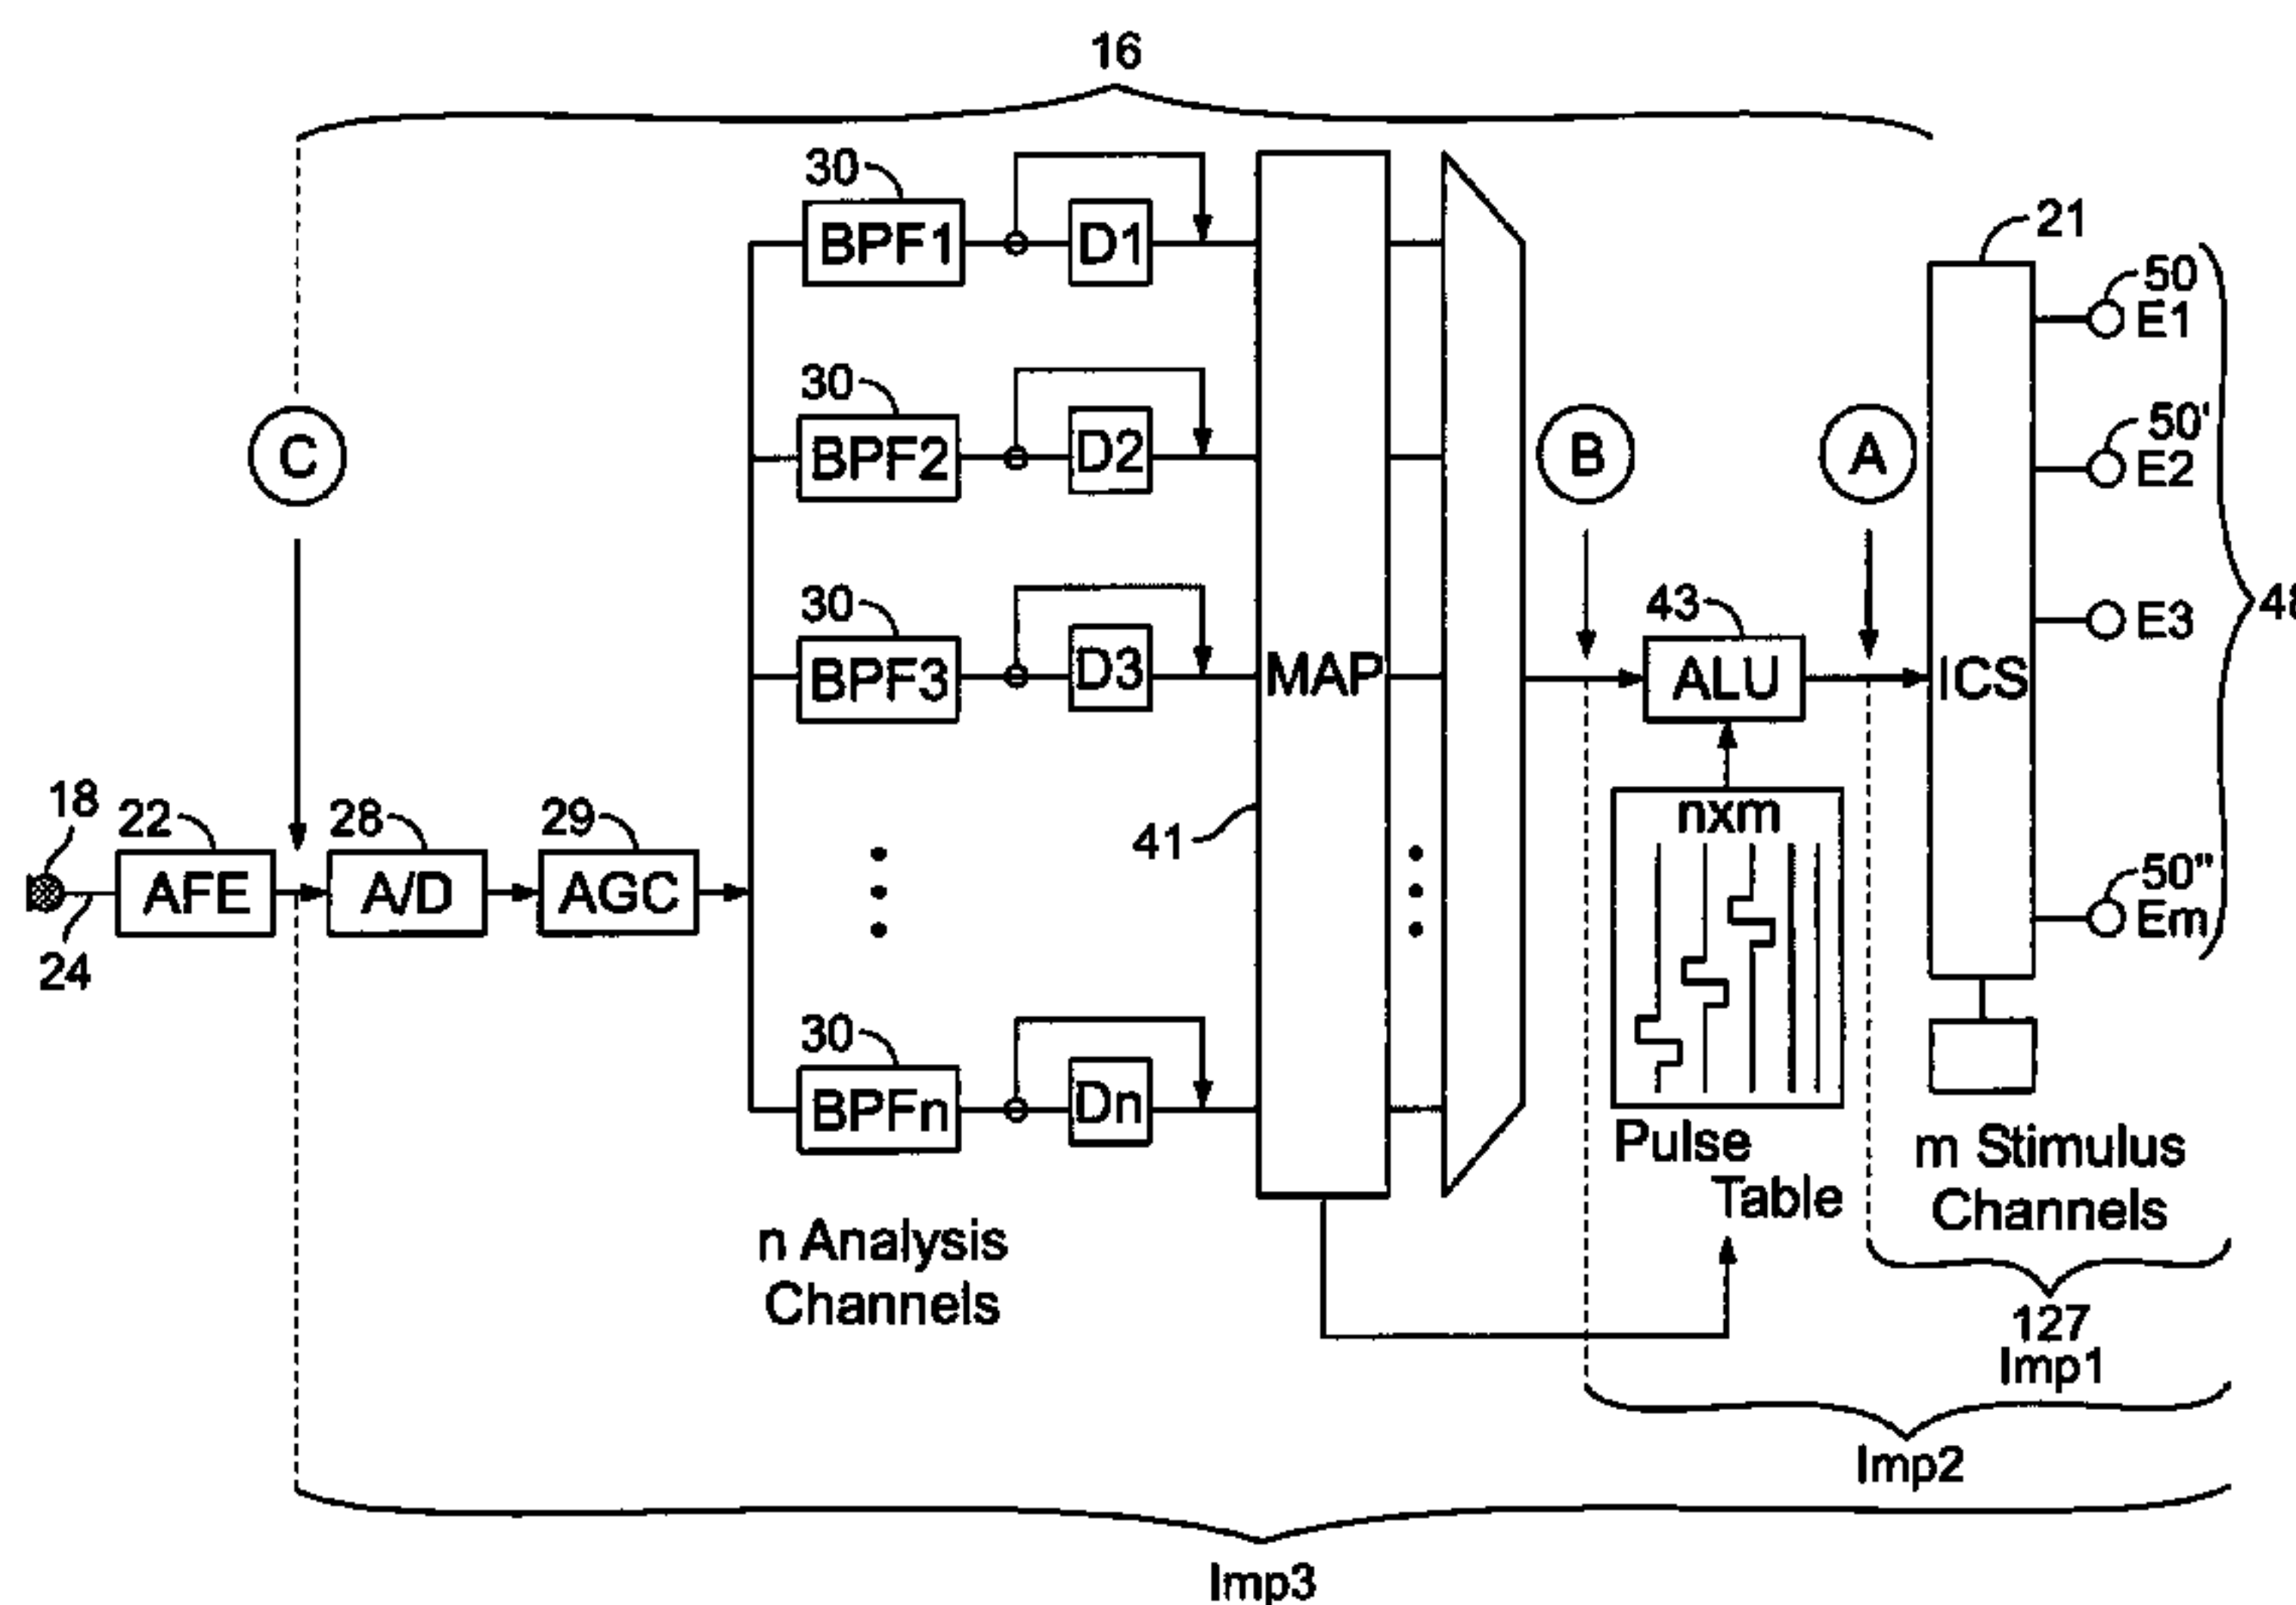 16
30
BPF1
D1
21
50
E1
30
BPF2
D2
C
B
A
50'
E2
30
BPF3
D3
MAP
43
ALU
ICS
E3
48
18
22
AFE
24
28
A/D
29
AGC
41
nxm
50"
Em
30
BPFn
Dn
Pulse
Table
m Stimulus
Channels
n Analysis
Channels
127
Imp1
Imp2
Imp3